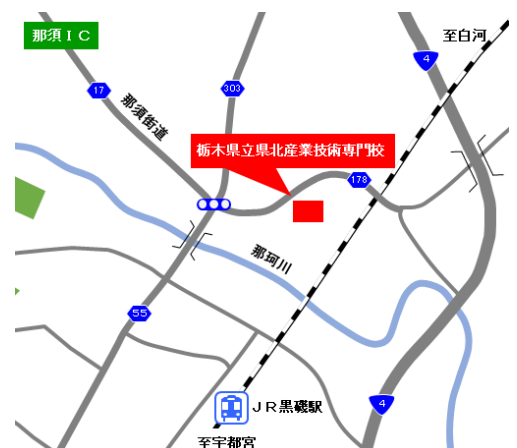 那須ＩＣ
至白河
4
17
303
那須街道
栃木県立県北産業技術専門校
178
那珂川
55
ＪＲ黒磯駅
4
至宇都宮